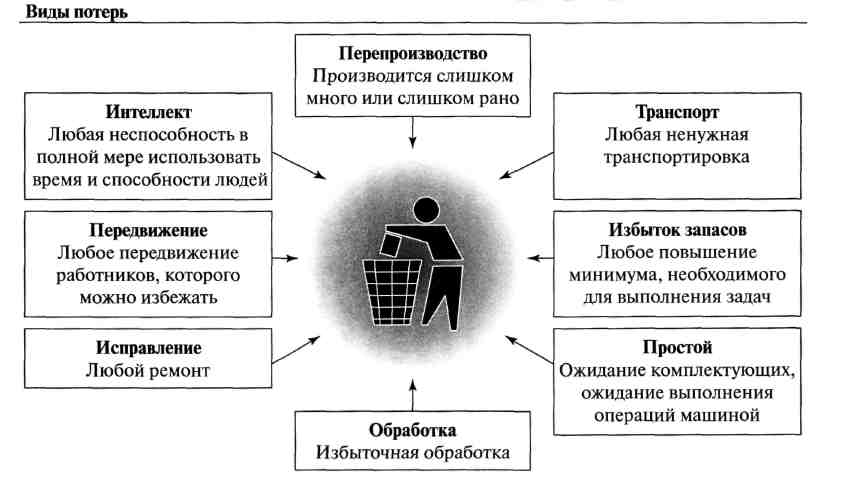 Виды потерь
Перепроизводство
Производится слишком
много или слишком рано
Интеллект
Любая неспособность в
полной мере использовать
время и способности людей
Транспорт
Любая ненужная
транспортировка
Передвижение
Любое передвижение
работников, которого
можно избежать
Избыток запасов
Любое повышение
минимума, необходимого
для выполнения задач
Исправление
Любой ремонт
Простой
Ожидание комплектующих,
ожидание выполнения
операций машиной
Обработка
Избыточная обработка